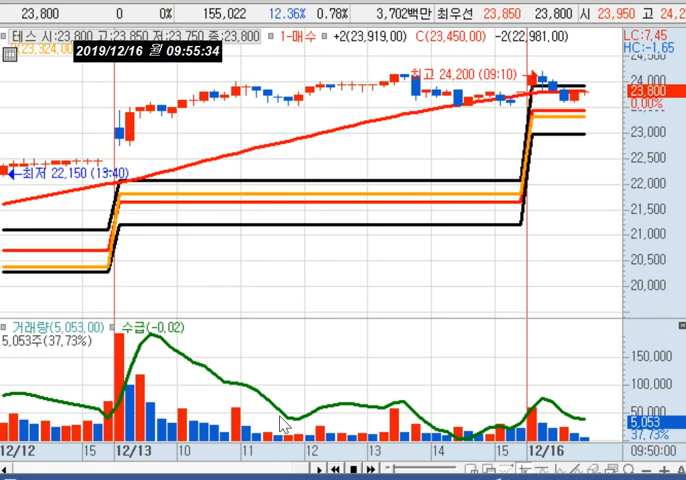 23,800 0 0% 155,022 12.36% 0.78% 3,702백만 최우선 23,850 23,800 시 23,950 고 24,2
테스 시:23,800 고:23,850 저:23,750 종:23,800 1-매수 +2(23,919,00) C(23,450,00) -2(22,981,00) LC:7,45
(23,324,00) HC:-1,65
2019/12/16 월 09:55:34
최고 24,200 (09:10)
24,000
23,800
0.00%
23,000
22,500
최저 22,150 (13:40)
22,000
21,500
21,000
20,500
20,000
거래량(5,053,00) 수급(-0,02)
5,053주(37,73%)
150,000
100,000
50,000
5,053
37,73%
12/12 15 12/13 10 11 12 13 14 15 12/16 09:50:00